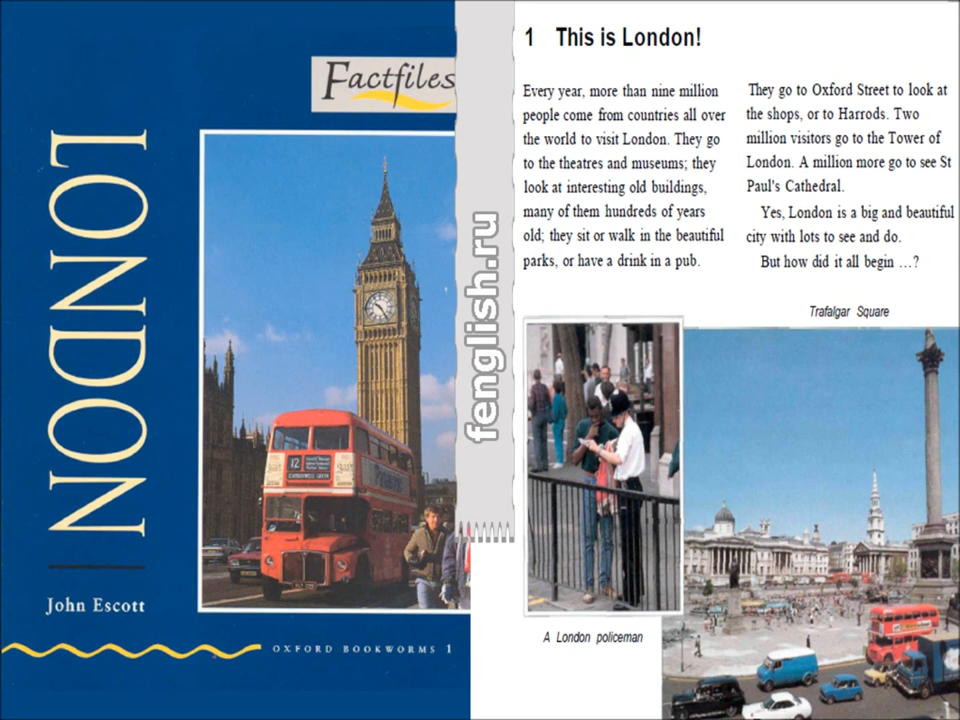 Factfiles
LONDON
12
John Escott
OXFORD BOOKWORMS 1
fenglish.ru
1 This is London!
Every year, more than nine million
people come from countries all over
the world to visit London. They go
to the theatres and museums; they
look at interesting old buildings,
many of them hundreds of years
old; they sit or walk in the beautiful
parks, or have a drink in a pub.
They go to Oxford Street to look at
the shops, or to Harrods. Two
million visitors go to the Tower of
London. A million more go to see St
Paul's Cathedral.
Yes, London is a big and beautiful
city with lots to see and do.
But how did it all begin ...?
Trafalgar Square
A London policeman